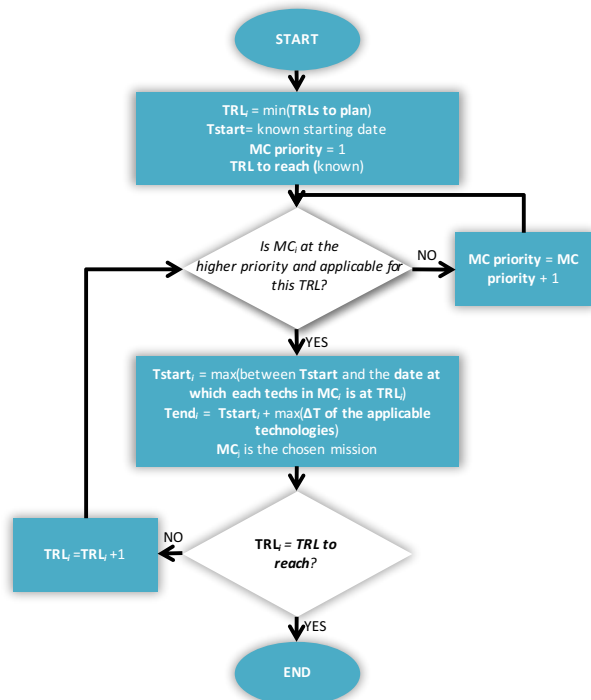 START
TRLi = min(TRLs to plan)
Tstart= known starting date
MC priority = 1
TRL to reach (known)
Is MCi at the
higher priority and applicable for
this TRL?
NO
MC priority = MC
priority + 1
YES
Tstarti = max(between Tstart and the date at
which each techs in MCi is at TRLi)
Tendi = Tstarti + max(ΔT of the applicable
technologies)
MCi is the chosen mission
NO
TRLi =TRLi +1
TRLi = TRL to
reach?
YES
END